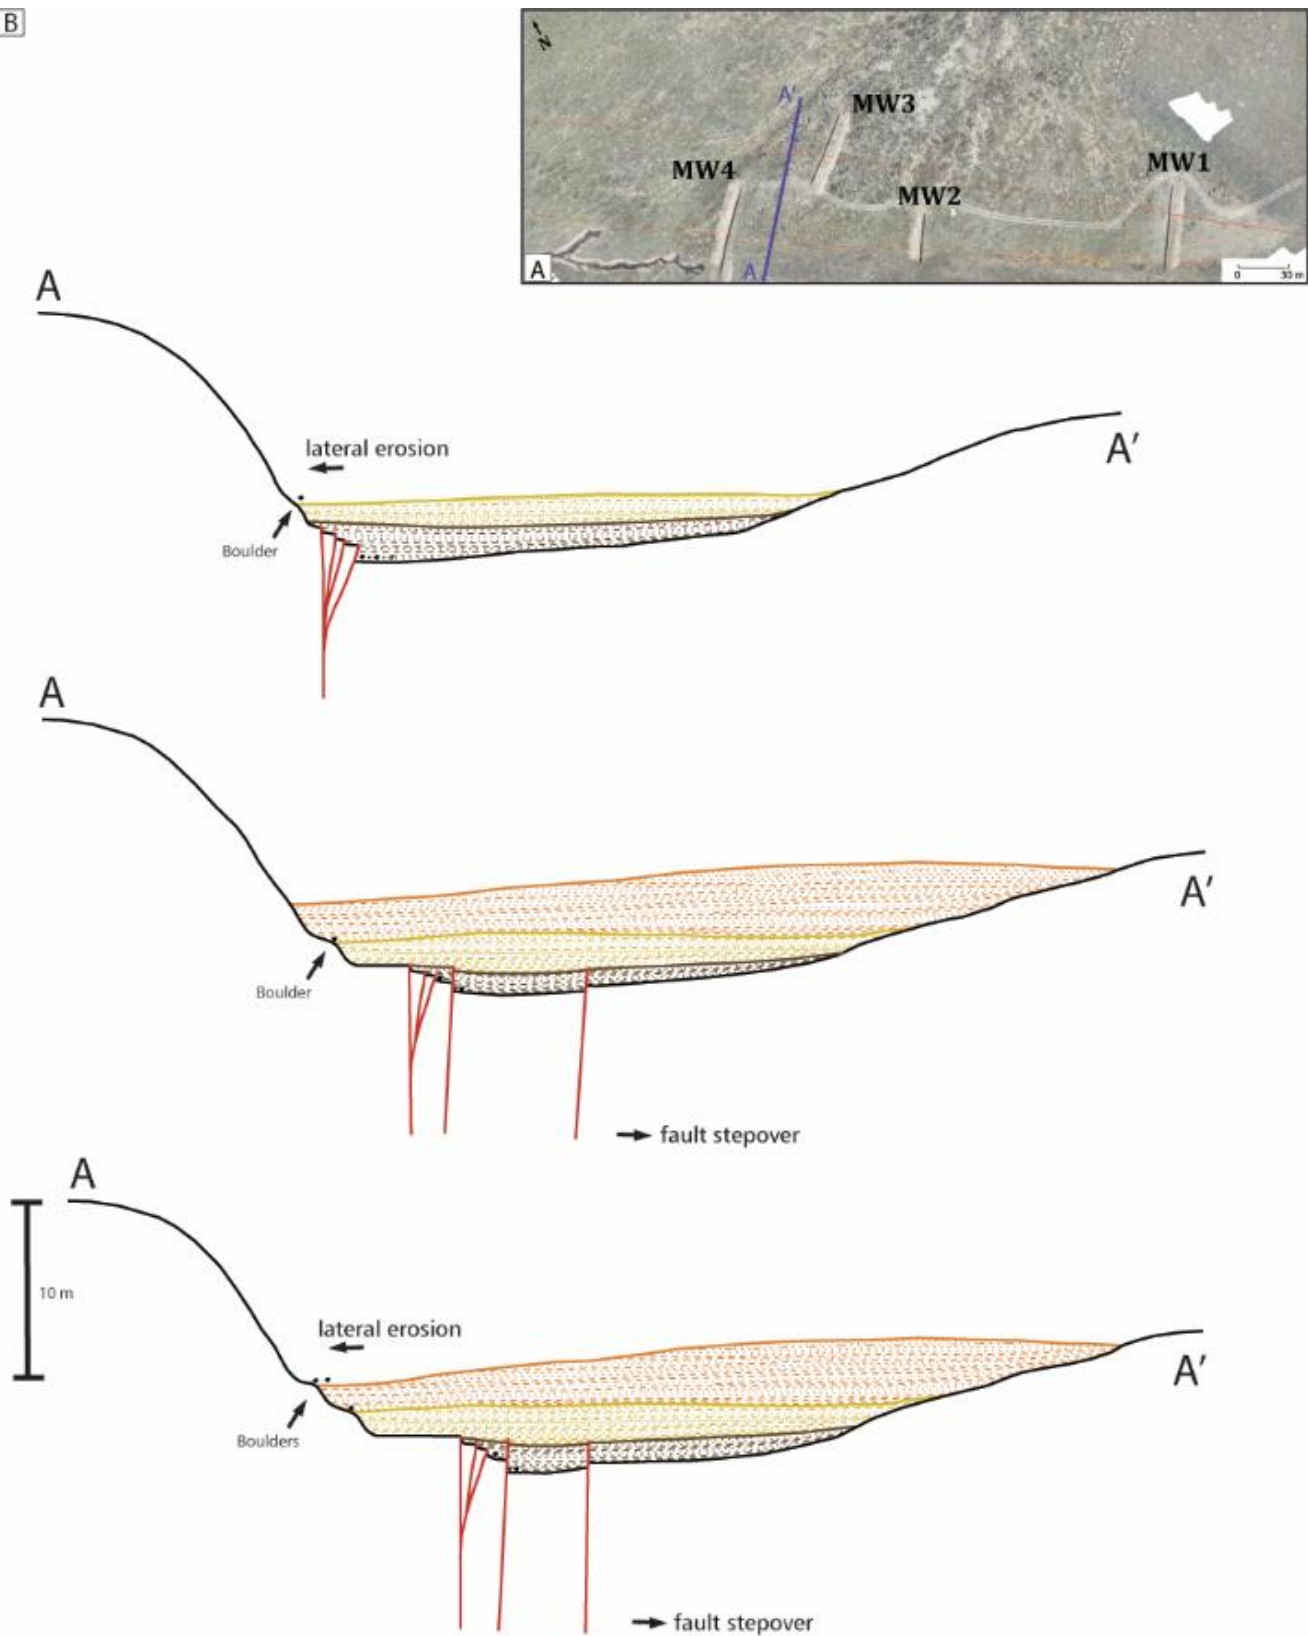 B
N
A'
MW3
MW4
MW1
MW2
A
A
0 30 m
A
lateral erosion
A'
Boulder
A
A'
Boulder
fault stepover
A
10 m
lateral erosion
A'
Boulders
fault stepover